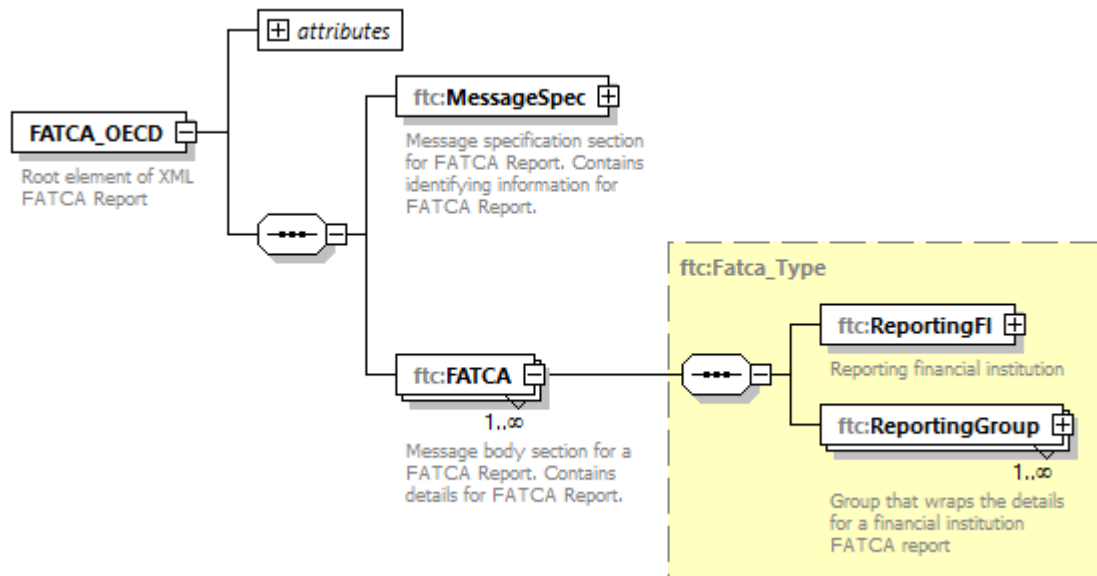 attributes
ftc:MessageSpec
Message specification section
for FATCA Report. Contains
identifying information for
FATCA Report.
FATCA_OECD
Root element of XML
FATCA Report
ftc:Fatca_Type
ftc:ReportingFI
Reporting financial institution
ftc:FATCA
1..∞
Message body section for a
FATCA Report. Contains
details for FATCA Report.
ftc:ReportingGroup
1..∞
Group that wraps the details
for a financial institution
FATCA report